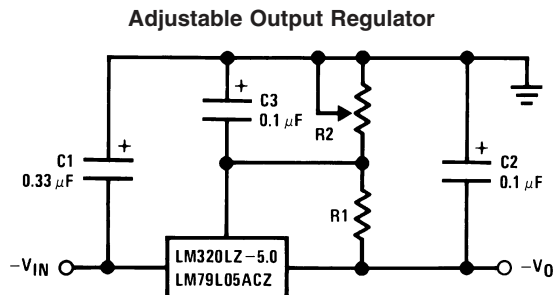 Adjustable Output Regulator
+
C3
0.1 µF
R2
+
C1
0.33 µF
+
C2
0.1 µF
R1
LM320LZ–5.0
LM79L05ACZ
–VIN
–VO